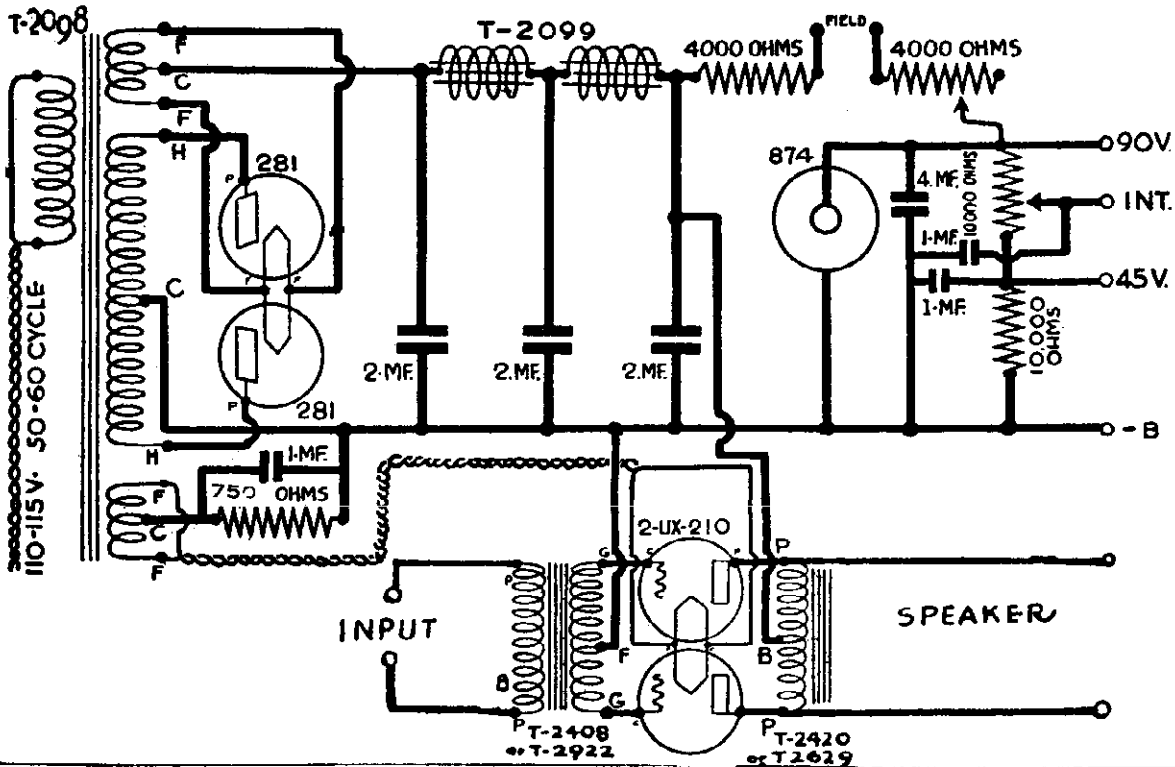 T-2098
F
C
F
H
C
H
F
C
F
110-115 V. 50-60 CYCLE
281
P
F
F
P
281
T-2099
4000 OHMS
FIELD
4000 OHMS
874
4.MF.
10000 OHMS
1-MF.
1-MF.
10,000
OHMS
90V.
INT.
45V.
-B
2-MF.
2.MF.
2.MF.
1-MF.
750 OHMS
INPUT
P
B
P
T-2408
or T-2922
G
F
G
2-UX-210
G
P
P
B
P
T-2420
or T2629
SPEAKER